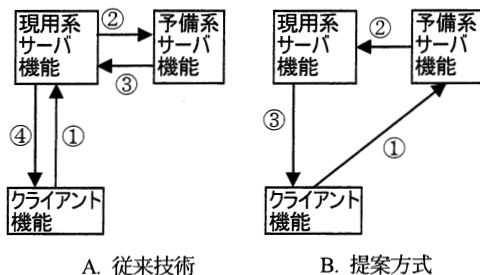 現用系
サーバ
機能
②
③
予備系
サーバ
機能
④
①
クライアント
機能
A. 従来技術
現用系
サーバ
機能
②
予備系
サーバ
機能
③
①
クライアント
機能
B. 提案方式